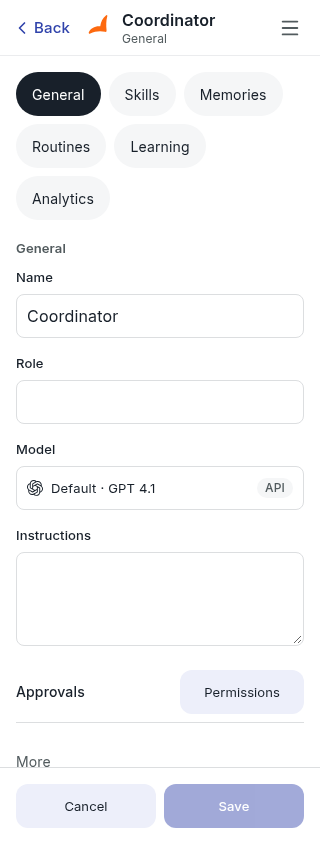 Back
Coordinator
General
General
Skills
Memories
Routines
Learning
Analytics
General
Name
Coordinator
Role
Model
Default · GPT 4.1
API
Instructions
Approvals
Permissions
More
Cancel
Save